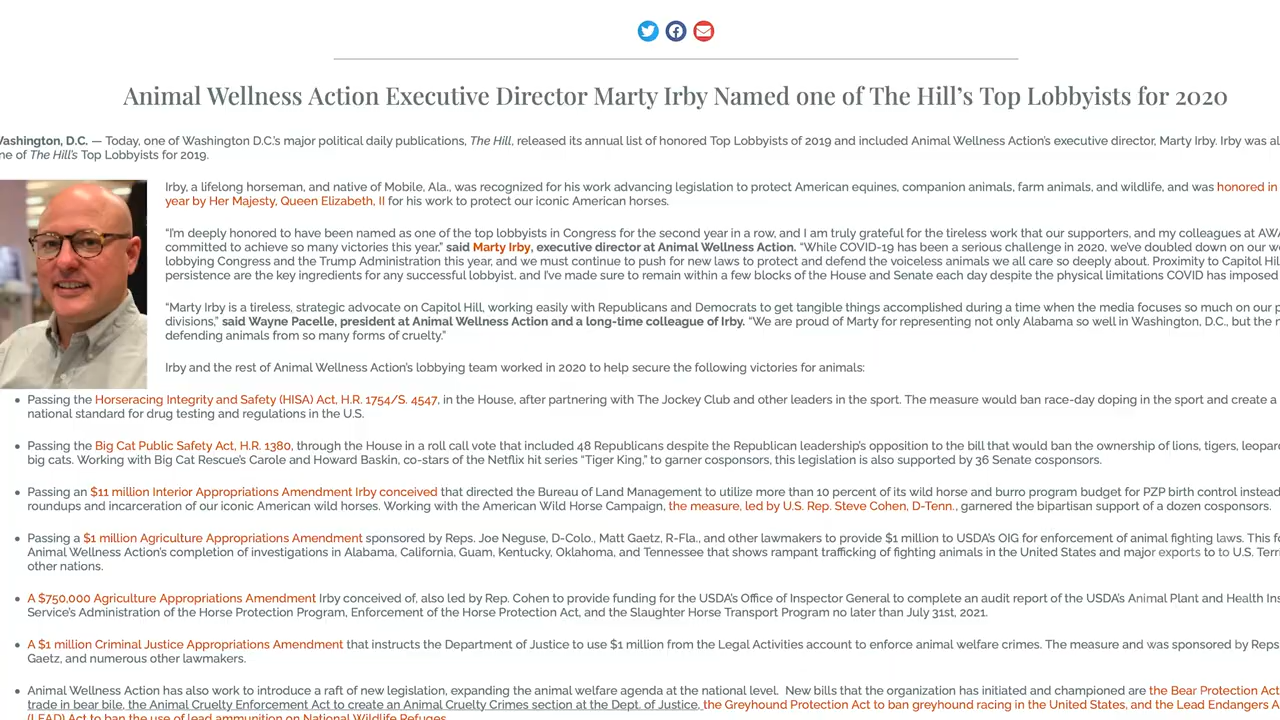 Animal Wellness Action Executive Director Marty Irby Named one of The Hill's Top Lobbyists for 2020
Washington, D.C. — Today, one of Washington D.C.'s major political daily publications, The Hill, released its annual list of honored Top Lobbyists of 2019 and included Animal Wellness Action's executive director, Marty Irby. Irby was al
ne of The Hill's Top Lobbyists for 2019.
Irby, a lifelong horseman, and native of Mobile, Ala., was recognized for his work advancing legislation to protect American equines, companion animals, farm animals, and wildlife, and was honored in
year by Her Majesty, Queen Elizabeth, II for his work to protect our iconic American horses.
“I'm deeply honored to have been named as one of the top lobbyists in Congress for the second year in a row, and I am truly grateful for the tireless work that our supporters, and my colleagues at AWA
committed to achieve so many victories this year,” said Marty Irby, executive director at Animal Wellness Action. “While COVID-19 has been a serious challenge in 2020, we've doubled down on our w
lobbying Congress and the Trump Administration this year, and we must continue to push for new laws to protect and defend the voiceless animals we all care so deeply about. Proximity to Capitol Hil
persistence are the key ingredients for any successful lobbyist, and I've made sure to remain within a few blocks of the House and Senate each day despite the physical limitations COVID has imposed
“Marty Irby is a tireless, strategic advocate on Capitol Hill, working easily with Republicans and Democrats to get tangible things accomplished during a time when the media focuses so much on our p
divisions,” said Wayne Pacelle, president at Animal Wellness Action and a long-time colleague of Irby. “We are proud of Marty for representing not only Alabama so well in Washington, D.C., but the n
defending animals from so many forms of cruelty.”
Irby and the rest of Animal Wellness Action's lobbying team worked in 2020 to help secure the following victories for animals:
• Passing the Horseracing Integrity and Safety (HISA) Act, H.R. 1754/S. 4547, in the House, after partnering with The Jockey Club and other leaders in the sport. The measure would ban race-day doping in the sport and create a
national standard for drug testing and regulations in the U.S.
• Passing the Big Cat Public Safety Act, H.R. 1380, through the House in a roll call vote that included 48 Republicans despite the Republican leadership's opposition to the bill that would ban the ownership of lions, tigers, leopar
big cats. Working with Big Cat Rescue's Carole and Howard Baskin, co-stars of the Netflix hit series “Tiger King,” to garner cosponsors, this legislation is also supported by 36 Senate cosponsors.
• Passing an $11 million Interior Appropriations Amendment Irby conceived that directed the Bureau of Land Management to utilize more than 10 percent of its wild horse and burro program budget for PZP birth control instead
roundups and incarceration of our iconic American wild horses. Working with the American Wild Horse Campaign, the measure, led by U.S. Rep. Steve Cohen, D-Tenn., garnered the bipartisan support of a dozen cosponsors.
• Passing a $1 million Agriculture Appropriations Amendment sponsored by Reps. Joe Neguse, D-Colo., Matt Gaetz, R-Fla., and other lawmakers to provide $1 million to USDA's OIG for enforcement of animal fighting laws. This fo
Animal Wellness Action's completion of investigations in Alabama, California, Guam, Kentucky, Oklahoma, and Tennessee that shows rampant trafficking of fighting animals in the United States and major exports to to U.S. Terri
other nations.
• A $750,000 Agriculture Appropriations Amendment Irby conceived of, also led by Rep. Cohen to provide funding for the USDA's Office of Inspector General to complete an audit report of the USDA's Animal Plant and Health Ins
Service's Administration of the Horse Protection Program, Enforcement of the Horse Protection Act, and the Slaughter Horse Transport Program no later than July 31st, 2021.
• A $1 million Criminal Justice Appropriations Amendment that instructs the Department of Justice to use $1 million from the Legal Activities account to enforce animal welfare crimes. The measure and was sponsored by Reps
Gaetz, and numerous other lawmakers.
• Animal Wellness Action has also work to introduce a raft of new legislation, expanding the animal welfare agenda at the national level. New bills that the organization has initiated and championed are the Bear Protection Act
trade in bear bile, the Animal Cruelty Enforcement Act to create an Animal Cruelty Crimes section at the Dept. of Justice, the Greyhound Protection Act to ban greyhound racing in the United States, and the Lead Endangers A
(LEAD) Act to ban the use of lead ammunition on National Wildlife Refuges